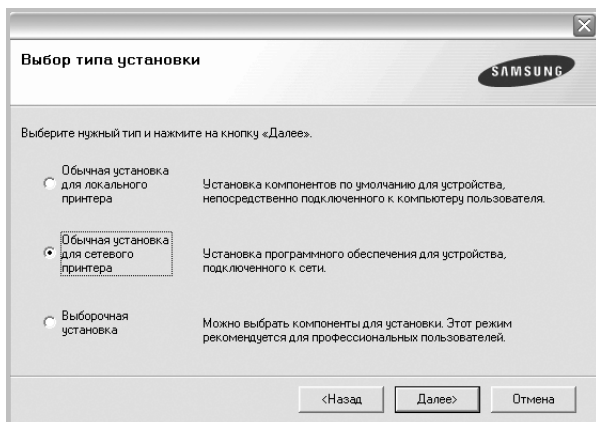 Выбор типа установки
SAMSUNG
Выберите нужный тип и нажмите на кнопку «Далее».
Обычная установка
для локального
принтера
Установка компонентов по умолчанию для устройства,
непосредственно подключенного к компьютеру пользователя.
Обычная установка
для сетевого
принтера
Установка программного обеспечения для устройства,
подключенного к сети.
Выборочная
установка
Можно выбрать компоненты для установки. Этот режим
рекомендуется для профессиональных пользователей.
<Назад
Далее>
Отмена